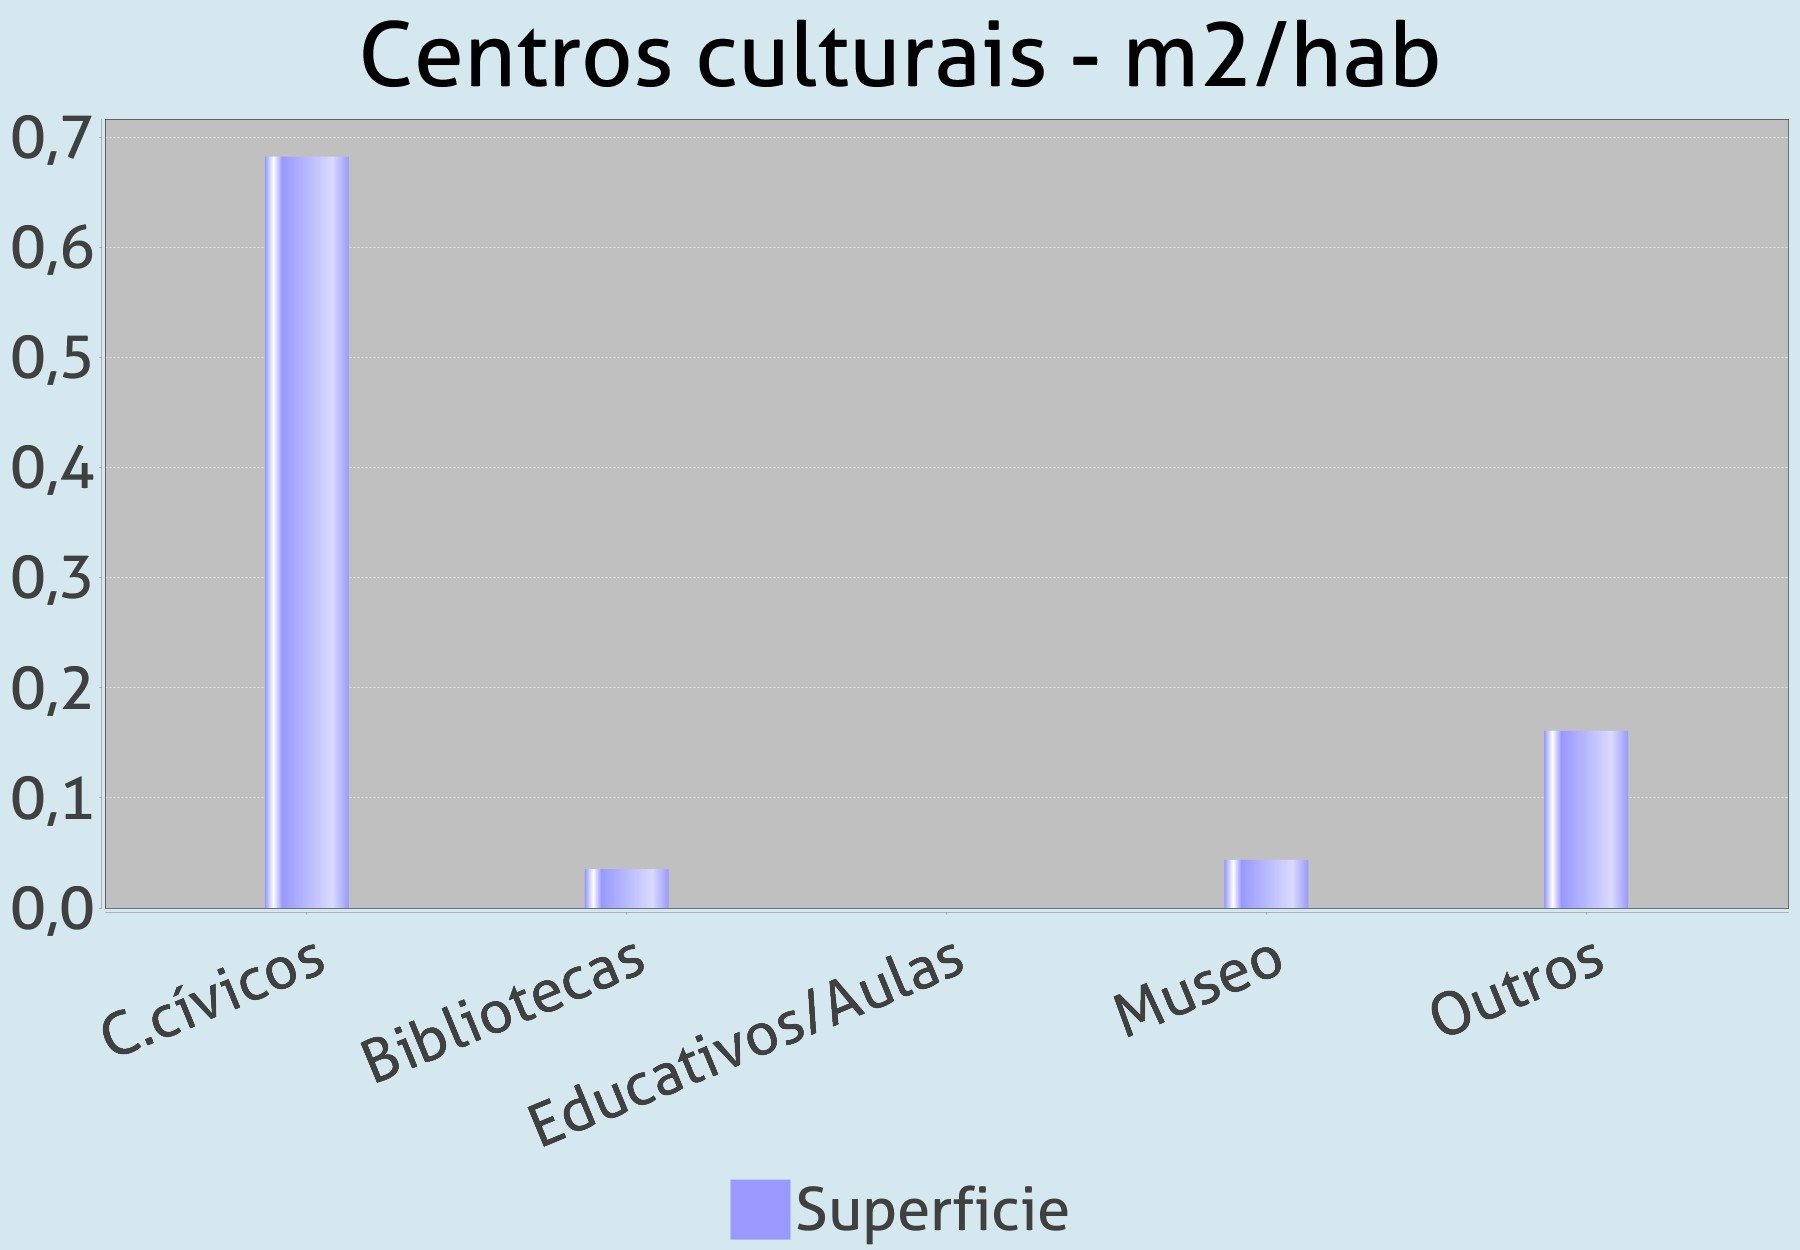 Centros culturais - m2/hab
0,7
0,6
0,5
0,4
0,3
0,2
0,1
0,0
C.cívicos
Bibliotecas
Educativos/Aulas
Museo
Outros
Superficie